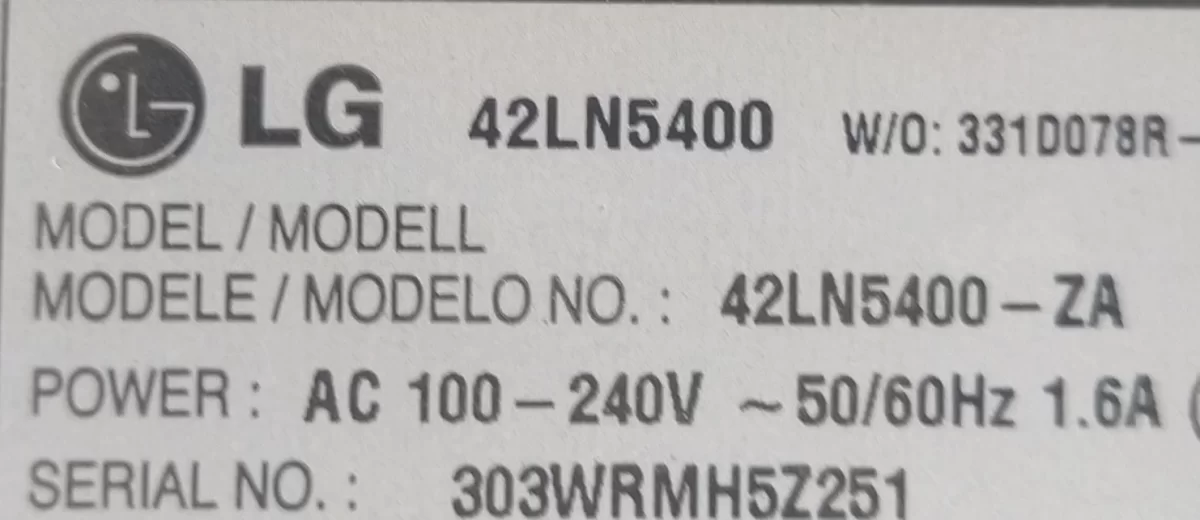 LG 42LN5400 W/O: 331D078R-
MODEL / MODELL
MODELE / MODELO NO. : 42LN5400-ZA
POWER : AC 100-240V ~50/60Hz 1.6A (
SERIAL NO. : 303WRMH5Z251